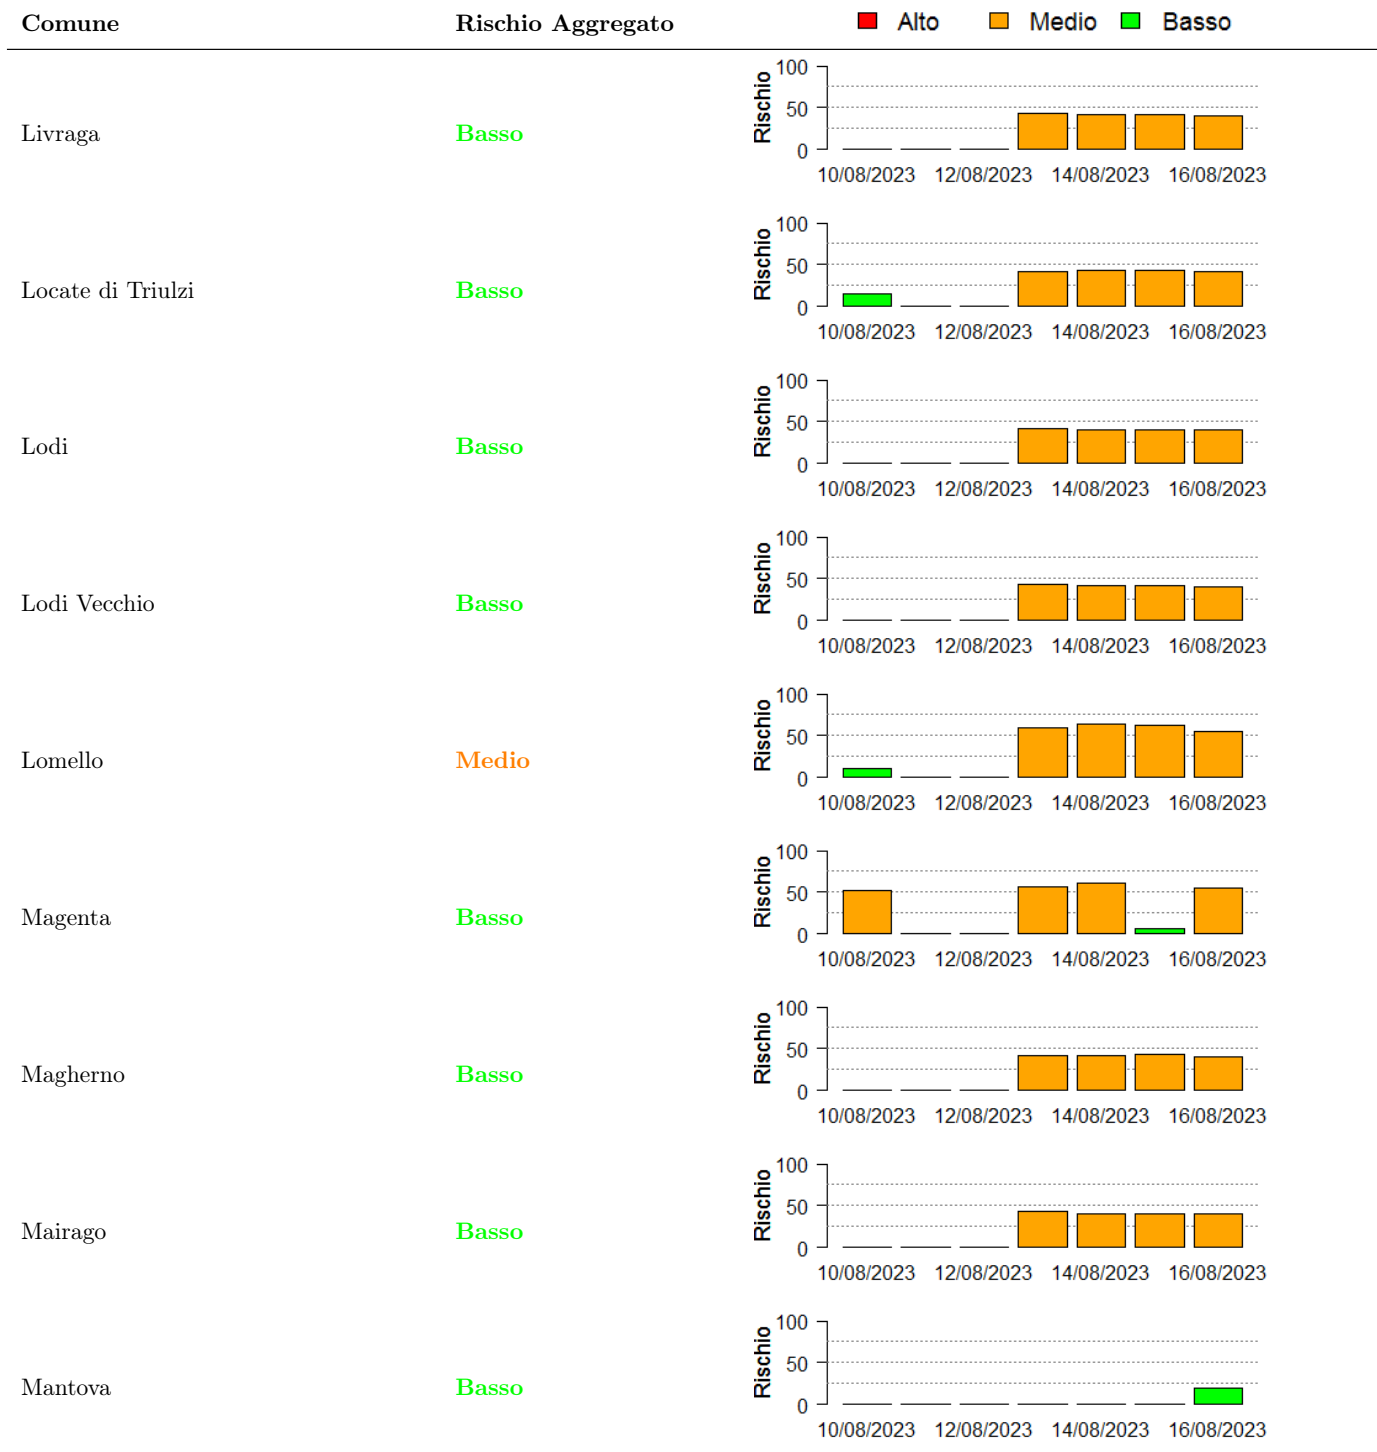 Comune Rischio Aggregato Alto Medio Basso
Livraga Basso Rischio 100 50 0
10/08/2023 12/08/2023 14/08/2023 16/08/2023
Locate di Triulzi Basso Rischio 100 50 0
10/08/2023 12/08/2023 14/08/2023 16/08/2023
Lodi Basso Rischio 100 50 0
10/08/2023 12/08/2023 14/08/2023 16/08/2023
Lodi Vecchio Basso Rischio 100 50 0
10/08/2023 12/08/2023 14/08/2023 16/08/2023
Lomello Medio Rischio 100 50 0
10/08/2023 12/08/2023 14/08/2023 16/08/2023
Magenta Basso Rischio 100 50 0
10/08/2023 12/08/2023 14/08/2023 16/08/2023
Magherno Basso Rischio 100 50 0
10/08/2023 12/08/2023 14/08/2023 16/08/2023
Mairago Basso Rischio 100 50 0
10/08/2023 12/08/2023 14/08/2023 16/08/2023
Mantova Basso Rischio 100 50 0
10/08/2023 12/08/2023 14/08/2023 16/08/2023